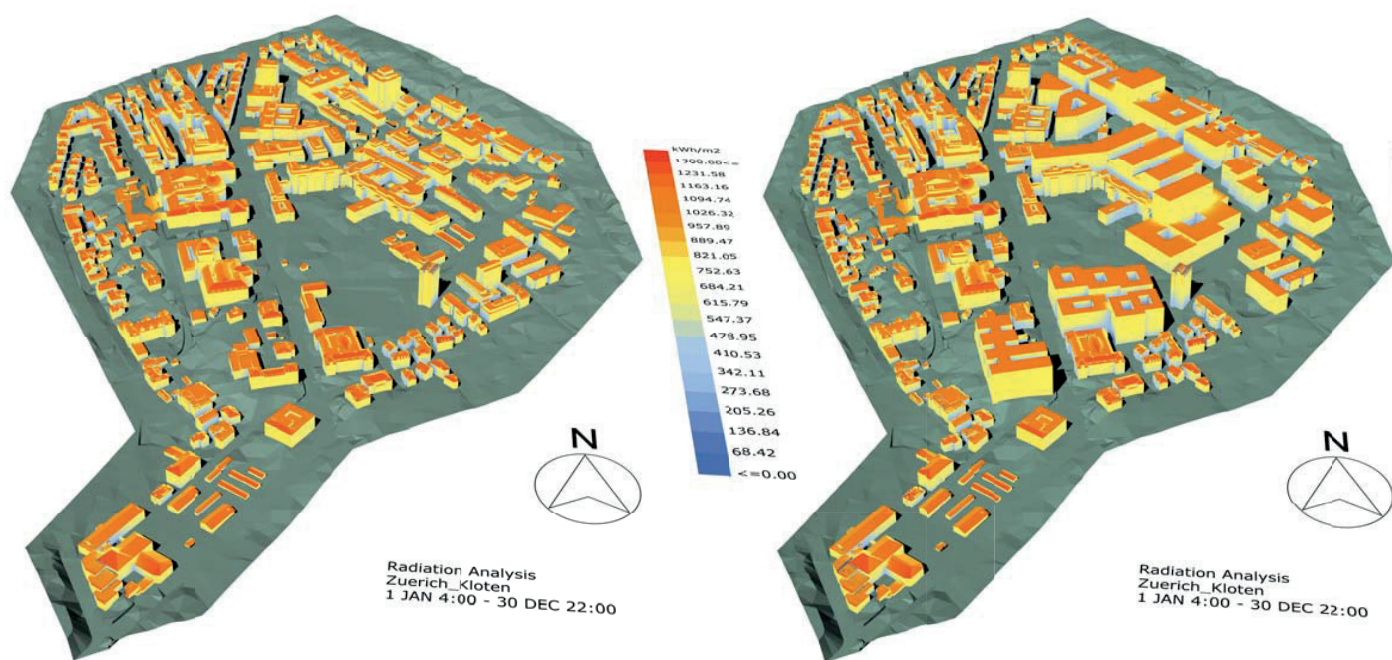 kWh/m2
1300.00<=
1231.58
1163.16
1094.74
1026.32
957.89
889.47
821.05
752.63
684.21
615.79
547.37
478.95
410.53
342.11
273.68
205.26
136.84
68.42
<=0.00
N
Radiation Analysis
Zuerich_Kloten
1 JAN 4:00 - 30 DEC 22:00
N
Radiation Analysis
Zuerich_Kloten
1 JAN 4:00 - 30 DEC 22:00